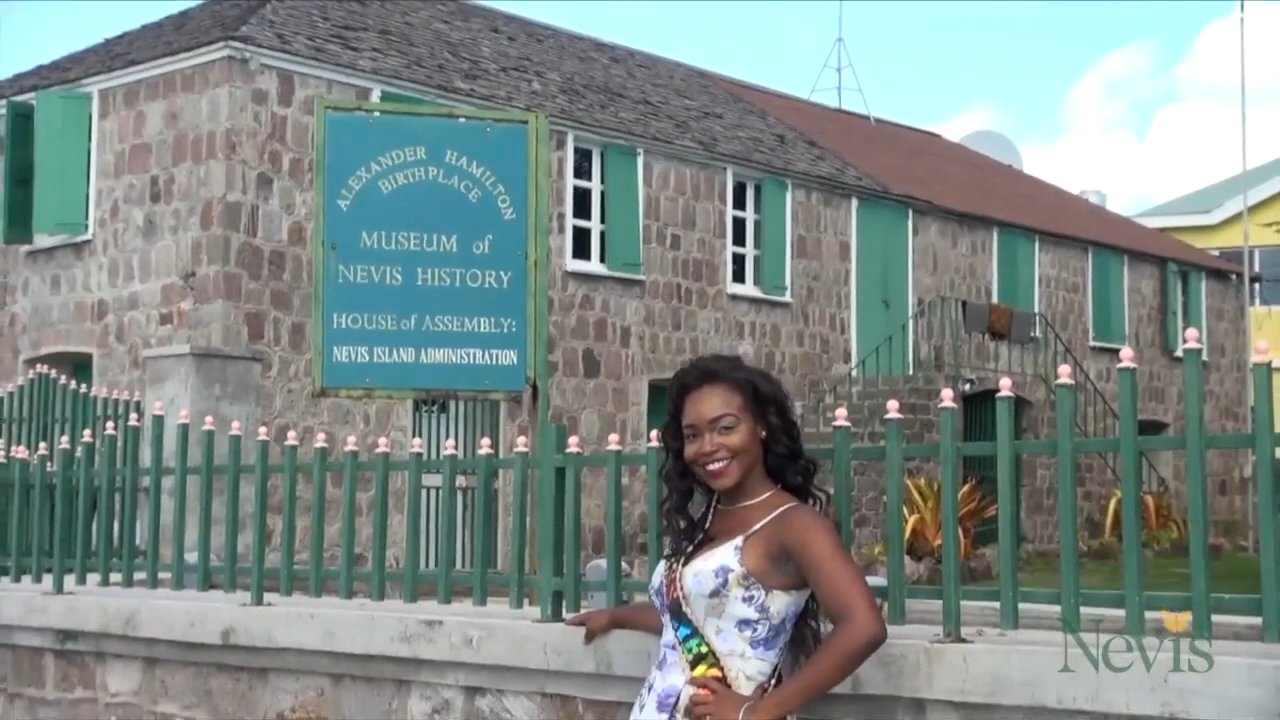 ALEXANDER HAMILTON
BIRTHPLACE
MUSEUM of
NEVIS HISTORY
HOUSE of ASSEMBLY:
NEVIS ISLAND ADMINISTRATION
Nevis